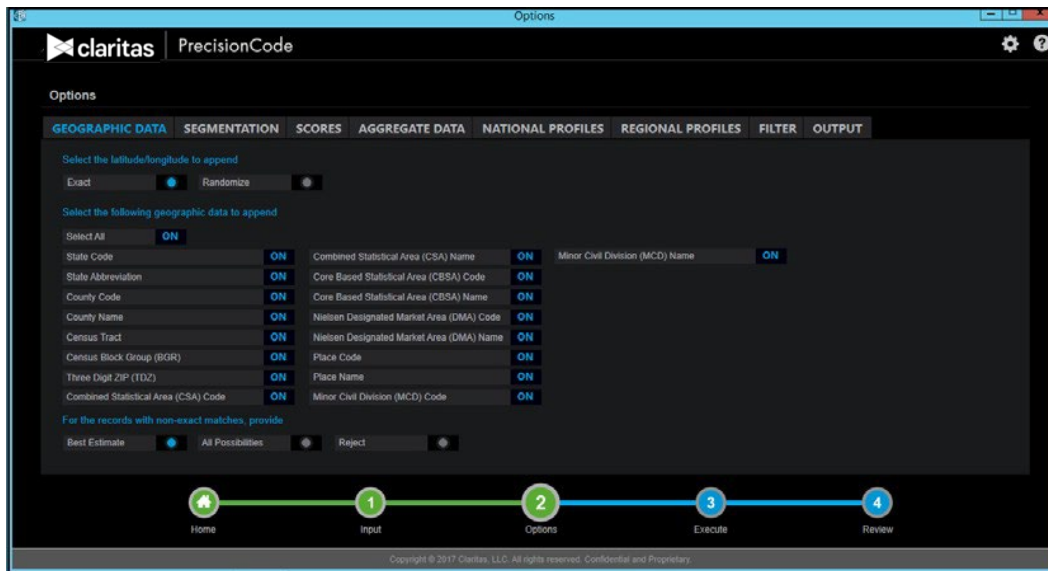 Options
claritas PrecisionCode
Options
GEOGRAPHIC DATA SEGMENTATION SCORES AGGREGATE DATA NATIONAL PROFILES REGIONAL PROFILES FILTER OUTPUT
Select the latitude/longitude to append
Exact Randomize
Select the following geographic data to append
Select All ON
State Code ON Combined Statistical Area (CSA) Name ON Minor Civil Division (MCD) Name ON
State Abbreviation ON Core Based Statistical Area (CBSA) Code ON
County Code ON Core Based Statistical Area (CBSA) Name ON
County Name ON Nielsen Designated Market Area (DMA) Code ON
Census Tract ON Nielsen Designated Market Area (DMA) Name ON
Census Block Group (BGR) ON Place Code ON
Three Digit ZIP (TDZ) ON Place Name ON
Combined Statistical Area (CSA) Code ON Minor Civil Division (MCD) Code ON
For the records with non-exact matches, provide
Best Estimate All Possibilities Reject
1 2 3 4
Home Input Options Execute Review
Copyright © 2017 Claritas, LLC. All rights reserved. Confidential and Proprietary.